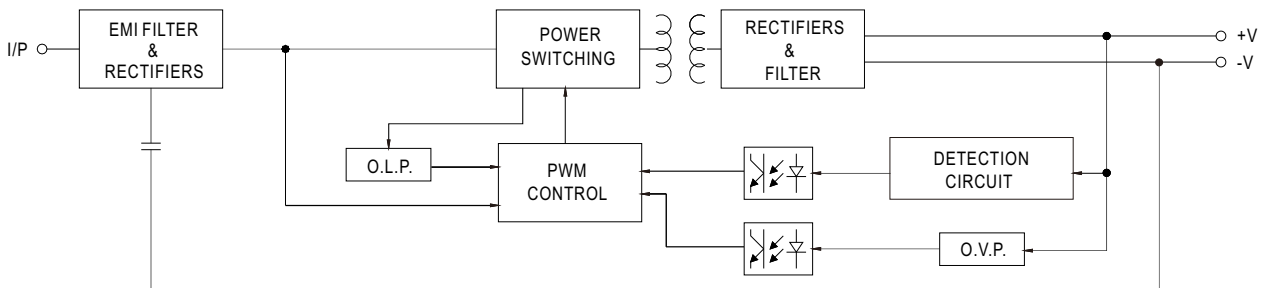 I/P
EMI FILTER
&
RECTIFIERS
POWER
SWITCHING
RECTIFIERS
&
FILTER
+V
-V
O.L.P.
PWM
CONTROL
DETECTION
CIRCUIT
O.V.P.